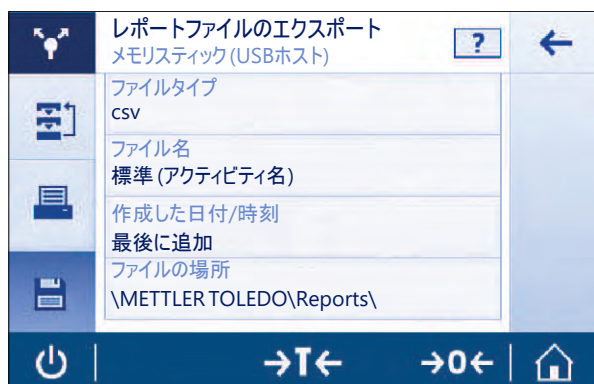 レポートファイルのエクスポート
メモリスティック(USBホスト)
?
ファイルタイプ
csv
ファイル名
標準(アクティビティ名)
作成した日付/時刻
最後に追加
ファイルの場所
\METTLER TOLEDO\Reports\
→T← →0←